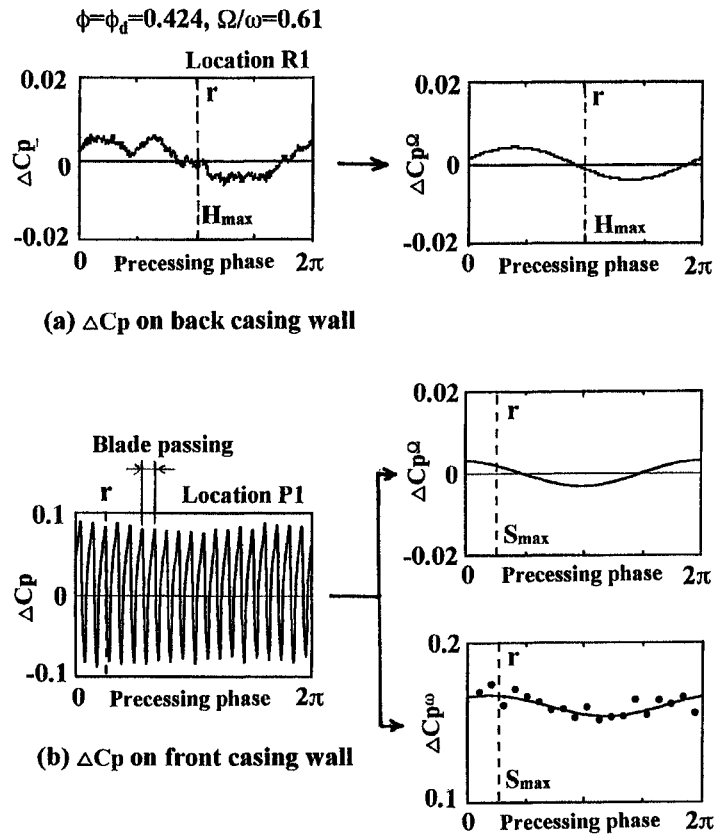 ϕ=ϕd=0.424, Ω/ω=0.61
Location R1
0.02
r
ΔCp
0
Hmax
-0.02
0 Precessing phase 2π
0.02
r
ΔCp^Ω
0
Hmax
-0.02
0 Precessing phase 2π
(a) ΔCp on back casing wall
Blade passing
r Location P1
0.1
ΔCp
0
-0.1
0 Precessing phase 2π
(b) ΔCp on front casing wall
0.02
r
ΔCp^Ω
0
Smax
-0.02
0 Precessing phase 2π
0.2
r
ΔCp^ω
Smax
0.1
0 Precessing phase 2π